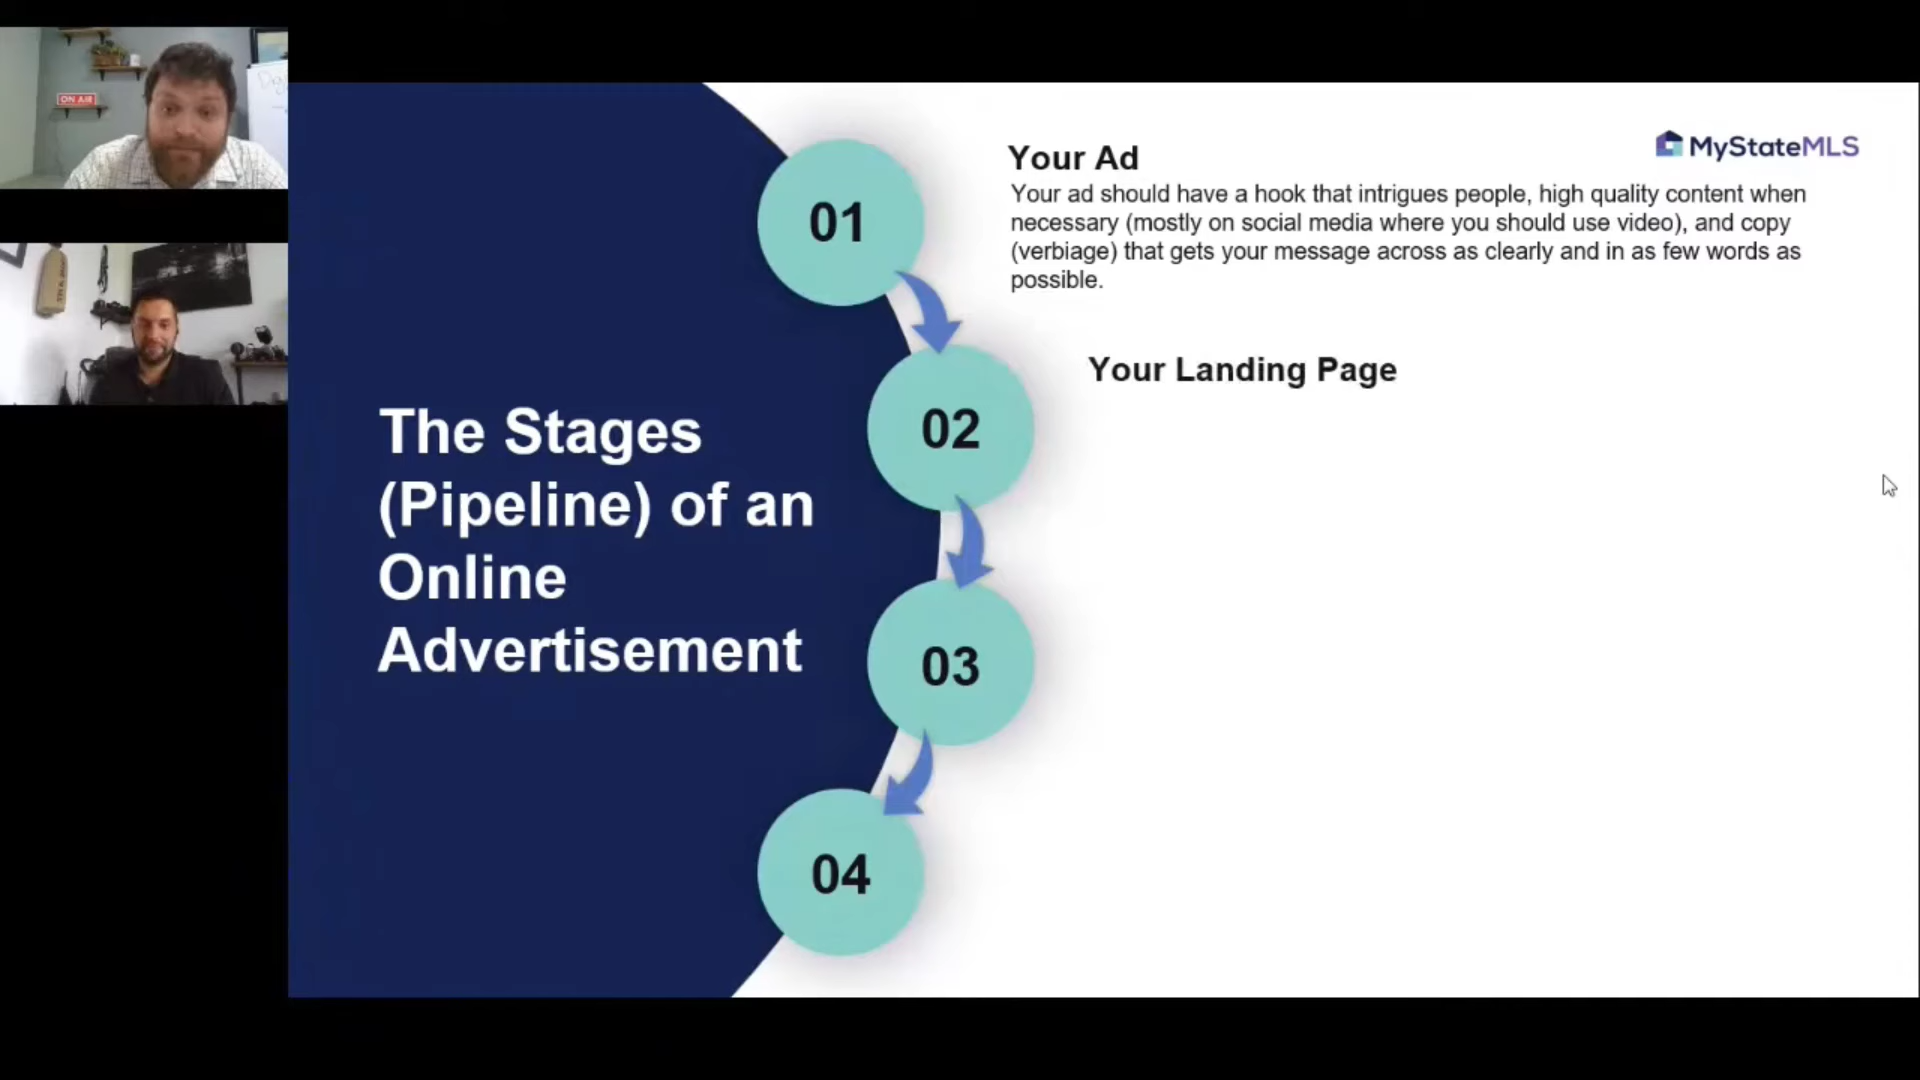 ON AIR
MyStateMLS
01
Your Ad
Your ad should have a hook that intrigues people, high quality content when
necessary (mostly on social media where you should use video), and copy
(verbiage) that gets your message across as clearly and in as few words as
possible.
02
Your Landing Page
The Stages
(Pipeline) of an
Online
Advertisement
03
04